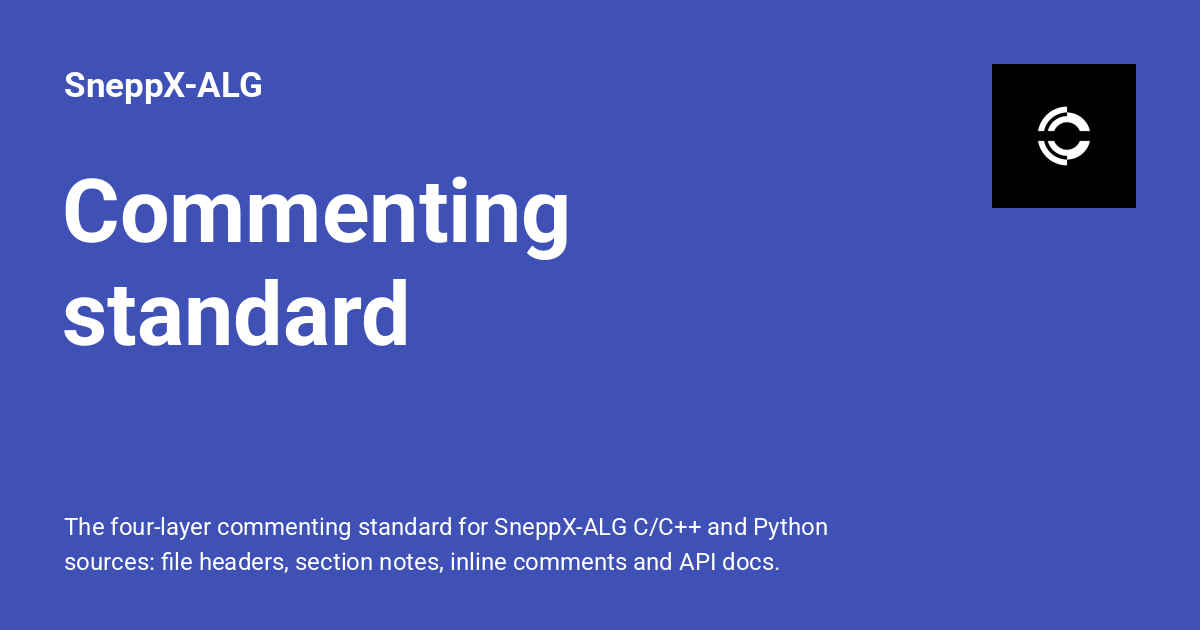 SneppX-ALG
Commenting
standard
The four-layer commenting standard for SneppX-ALG C/C++ and Python
sources: file headers, section notes, inline comments and API docs.